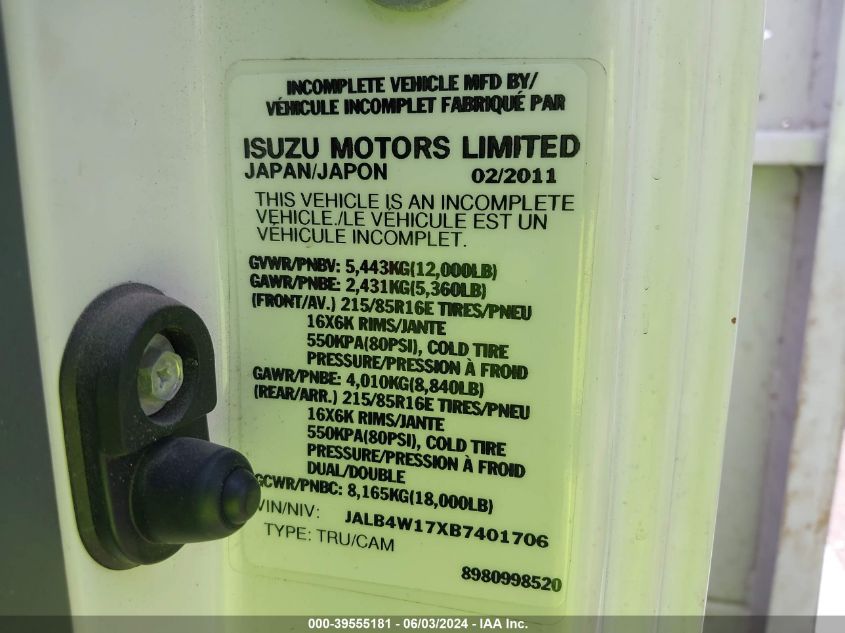 INCOMPLETE VEHICLE MFD BY/
VÉHICULE INCOMPLET FABRIQUÉ PAR
ISUZU MOTORS LIMITED
JAPAN/JAPON 02/2011
THIS VEHICLE IS AN INCOMPLETE
VEHICLE./LE VÉHICULE EST UN
VÉHICULE INCOMPLET.
GVWR/PNBV: 5,443KG(12,000LB)
GAWR/PNBE: 2,431KG(5,360LB)
(FRONT/AV.) 215/85R16E TIRES/PNEU
16X6K RIMS/JANTE
550KPA(80PSI), COLD TIRE
PRESSURE/PRESSION À FROID
GAWR/PNBE: 4,010KG(8,840LB)
(REAR/ARR.) 215/85R16E TIRES/PNEU
16X6K RIMS/JANTE
550KPA(80PSI), COLD TIRE
PRESSURE/PRESSION À FROID
DUAL/DOUBLE
GCWR/PNBC: 8,165KG(18,000LB)
VIN/NIV: JALB4W17XB7401706
TYPE: TRU/CAM
8980998520
000-39555181 - 06/03/2024 - IAA Inc.